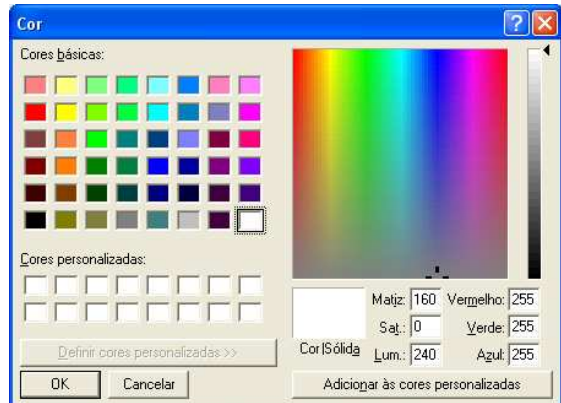 Cor
Cores básicas:
Cores personalizadas:
Definir cores personalizadas >>
OK
Cancelar
Cor|Sólida
Matiz: 160
Sat.: 0
Lum.: 240
Vermelho: 255
Verde: 255
Azul: 255
Adicionar às cores personalizadas